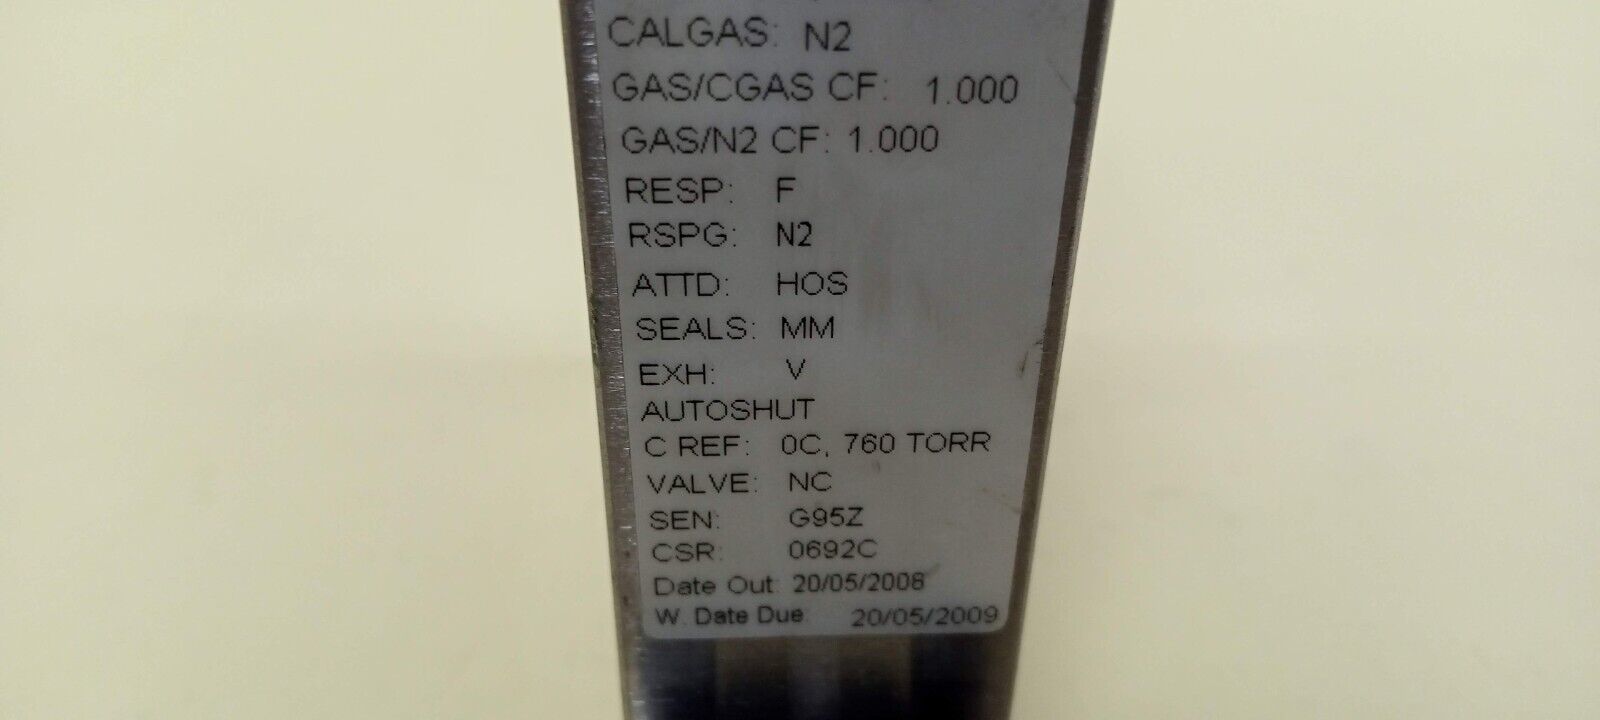 CALGAS: N2
GAS/CGAS CF: 1.000
GAS/N2 CF: 1.000
RESP: F
RSPG: N2
ATTD: HOS
SEALS: MM
EXH: V
AUTOSHUT
C REF: 0C, 760 TORR
VALVE: NC
SEN: G95Z
CSR: 0692C
Date Out: 20/05/2008
W. Date Due: 20/05/2009